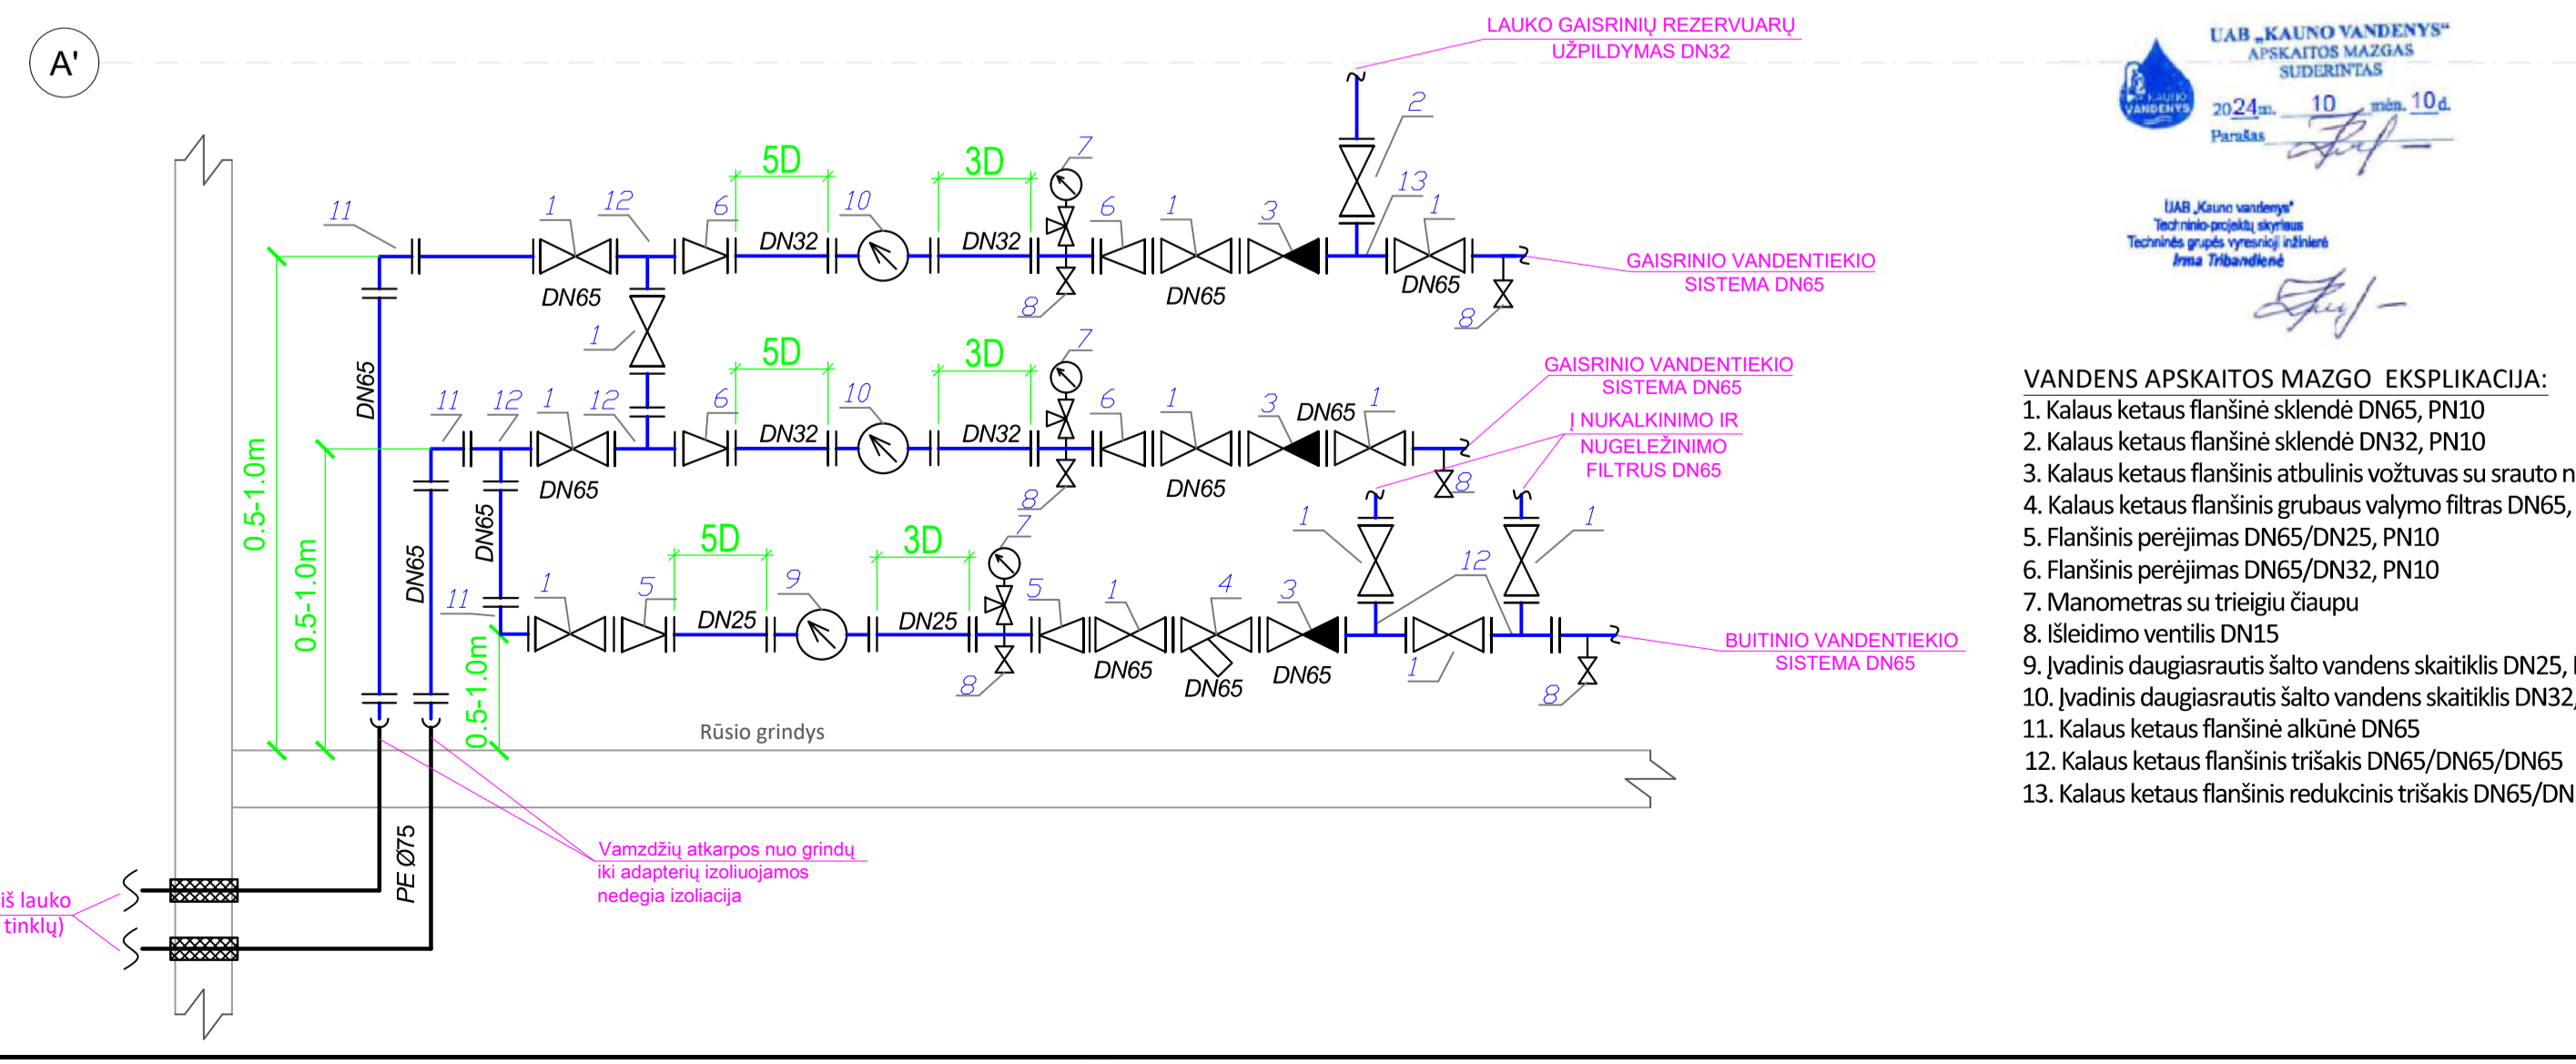 A'
LAUKO GAISRINIŲ REZERVUARŲ
UŽPILDYMAS DN32
2
7
5D
3D
11
1
12
6
10
6
1
3
13
1
DN32
DN32
DN65
DN65
DN65
8
8
GAISRINIO VANDENTIEKIO
SISTEMA DN65
1
DN65
7
5D
3D
11
12
1
12
6
10
6
1
3
DN65
1
DN32
DN32
DN65
DN65
8
8
GAISRINIO VANDENTIEKIO
SISTEMA DN65
Į NUKALKINIMO IR
NUGELEŽINIMO
FILTRUS DN65
0.5-1.0m
0.5-1.0m
0.5-1.0m
DN65
DN65
7
5D
3D
11
1
5
9
5
1
4
3
1
12
1
DN25
DN25
DN65
DN65
DN65
1
8
8
BUITINIO VANDENTIEKIO
SISTEMA DN65
Rūsio grindys
PE Ø75
Vamzdžių atkarpos nuo grindų
iki adapterių izoliuojamos
nedegia izoliacija
iš lauko
tinklų)
UAB „KAUNO VANDENYS“
APSKAITOS MAZGAS
SUDERINTAS
2024m. 10 mėn. 10d.
Parašas
KAUNO
VANDENYS
UAB „Kauno vandenys"
Techninio-projektų skyriaus
Techninės grupės vyresnioji inžinierė
Irma Tribandienė
VANDENS APSKAITOS MAZGO EKSPLIKACIJA:
1. Kalaus ketaus flanšinė sklendė DN65, PN10
2. Kalaus ketaus flanšinė sklendė DN32, PN10
3. Kalaus ketaus flanšinis atbulinis vožtuvas su srauto n
4. Kalaus ketaus flanšinis grubaus valymo filtras DN65,
5. Flanšinis perėjimas DN65/DN25, PN10
6. Flanšinis perėjimas DN65/DN32, PN10
7. Manometras su trieigiu čiaupu
8. Išleidimo ventilis DN15
9. Įvadinis daugiasrautis šalto vandens skaitiklis DN25,
10. Įvadinis daugiasrautis šalto vandens skaitiklis DN32,
11. Kalaus ketaus flanšinė alkūnė DN65
12. Kalaus ketaus flanšinis trišakis DN65/DN65/DN65
13. Kalaus ketaus flanšinis redukcinis trišakis DN65/DN